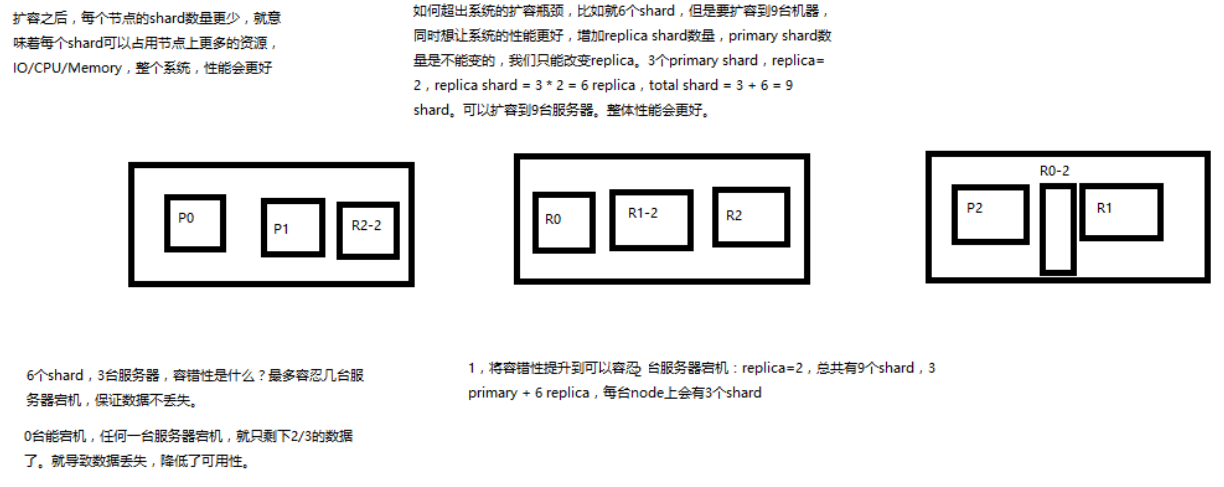 扩容之后，每个节点的shard数量更少，就意
味着每个shard可以占用节点上更多的资源，
IO/CPU/Memory，整个系统，性能会更好
如何超出系统的扩容瓶颈，比如就6个shard，但是要扩容到9台机器，
同时想让系统的性能更好，增加replica shard数量，primary shard数
量是不能变的，我们只能改变replica。3个primary shard，replica=
2，replica shard = 3 * 2 = 6 replica，total shard = 3 + 6 = 9
shard。可以扩容到9台服务器。整体性能会更好。
P0
P1
R2-2
R0
R1-2
R2
R0-2
P2
R1
6个shard，3台服务器，容错性是什么？最多容忍几台服
务器宕机，保证数据不丢失。
0台能宕机，任何一台服务器宕机，就只剩下2/3的数据
了。就导致数据丢失，降低了可用性。
1，将容错性提升到可以容忍2台服务器宕机：replica=2，总共有9个shard，3
primary + 6 replica，每台node上会有3个shard